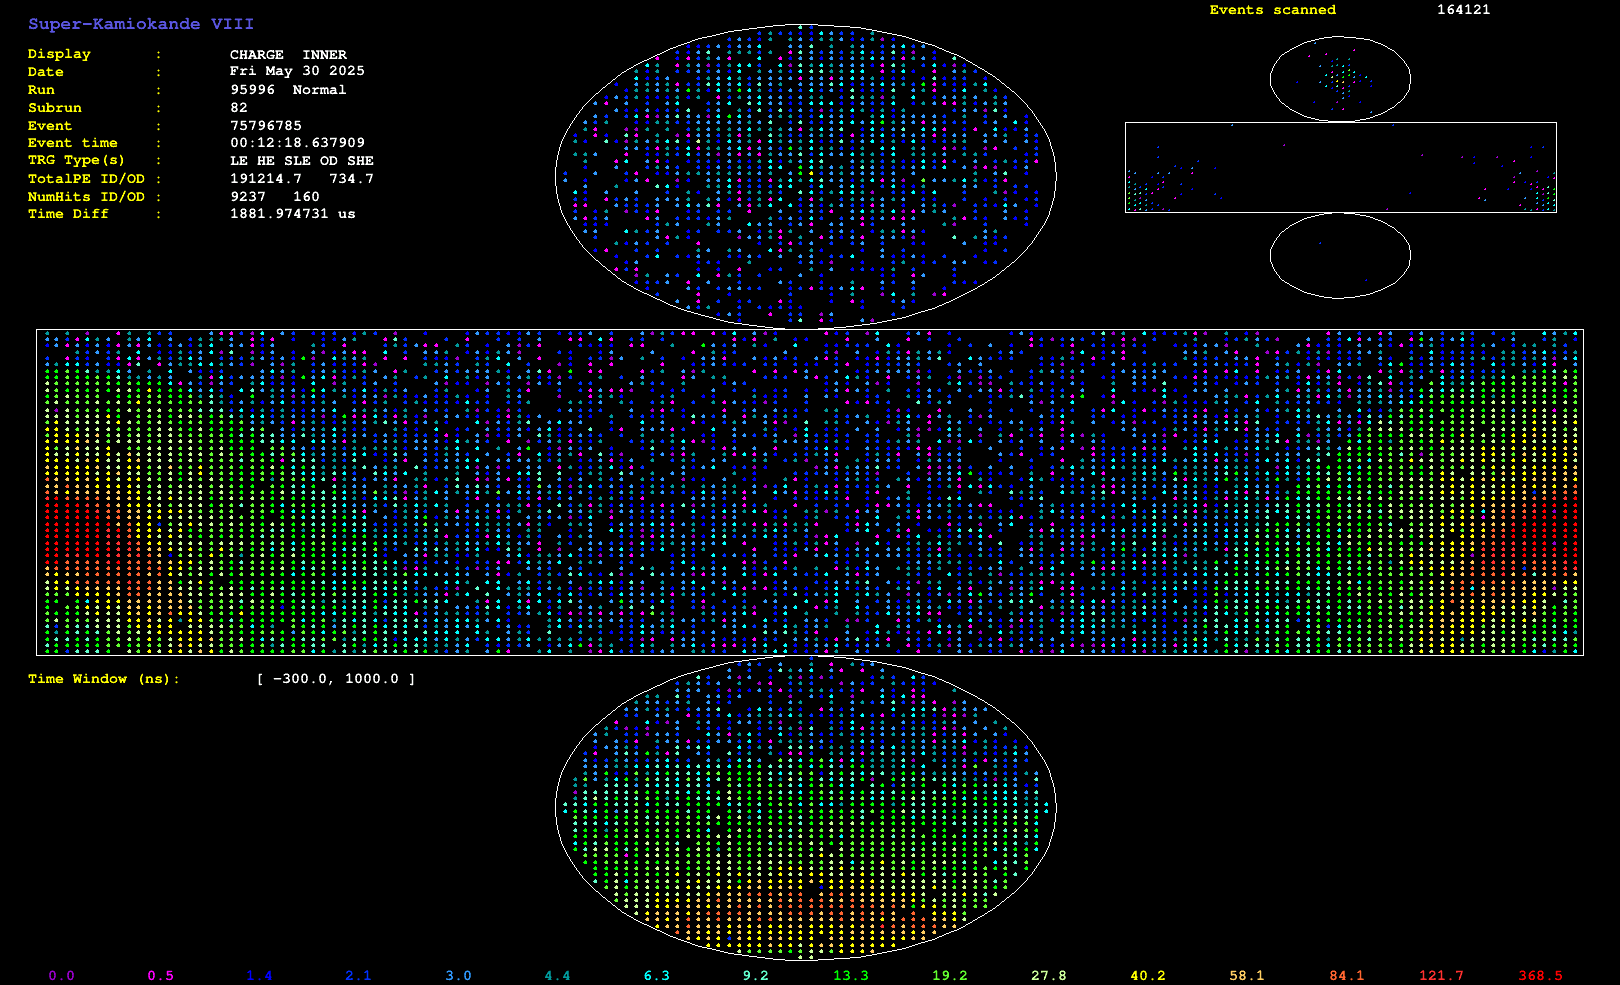 Super-Kamiokande VIII
Events scanned 164121
Display : CHARGE INNER
Date : Fri May 30 2025
Run : 95996 Normal
Subrun : 82
Event : 75796785
Event time : 00:12:18.637909
TRG Type(s) : LE HE SLE OD SHE
TotalPE ID/OD : 191214.7 734.7
NumHits ID/OD : 9237 160
Time Diff : 1881.974731 us
Time Window (ns): [ -300.0, 1000.0 ]
0.0 0.5 1.4 2.1 3.0 4.4 6.3 9.2 13.3 19.2 27.8 40.2 58.1 84.1 121.7 368.5